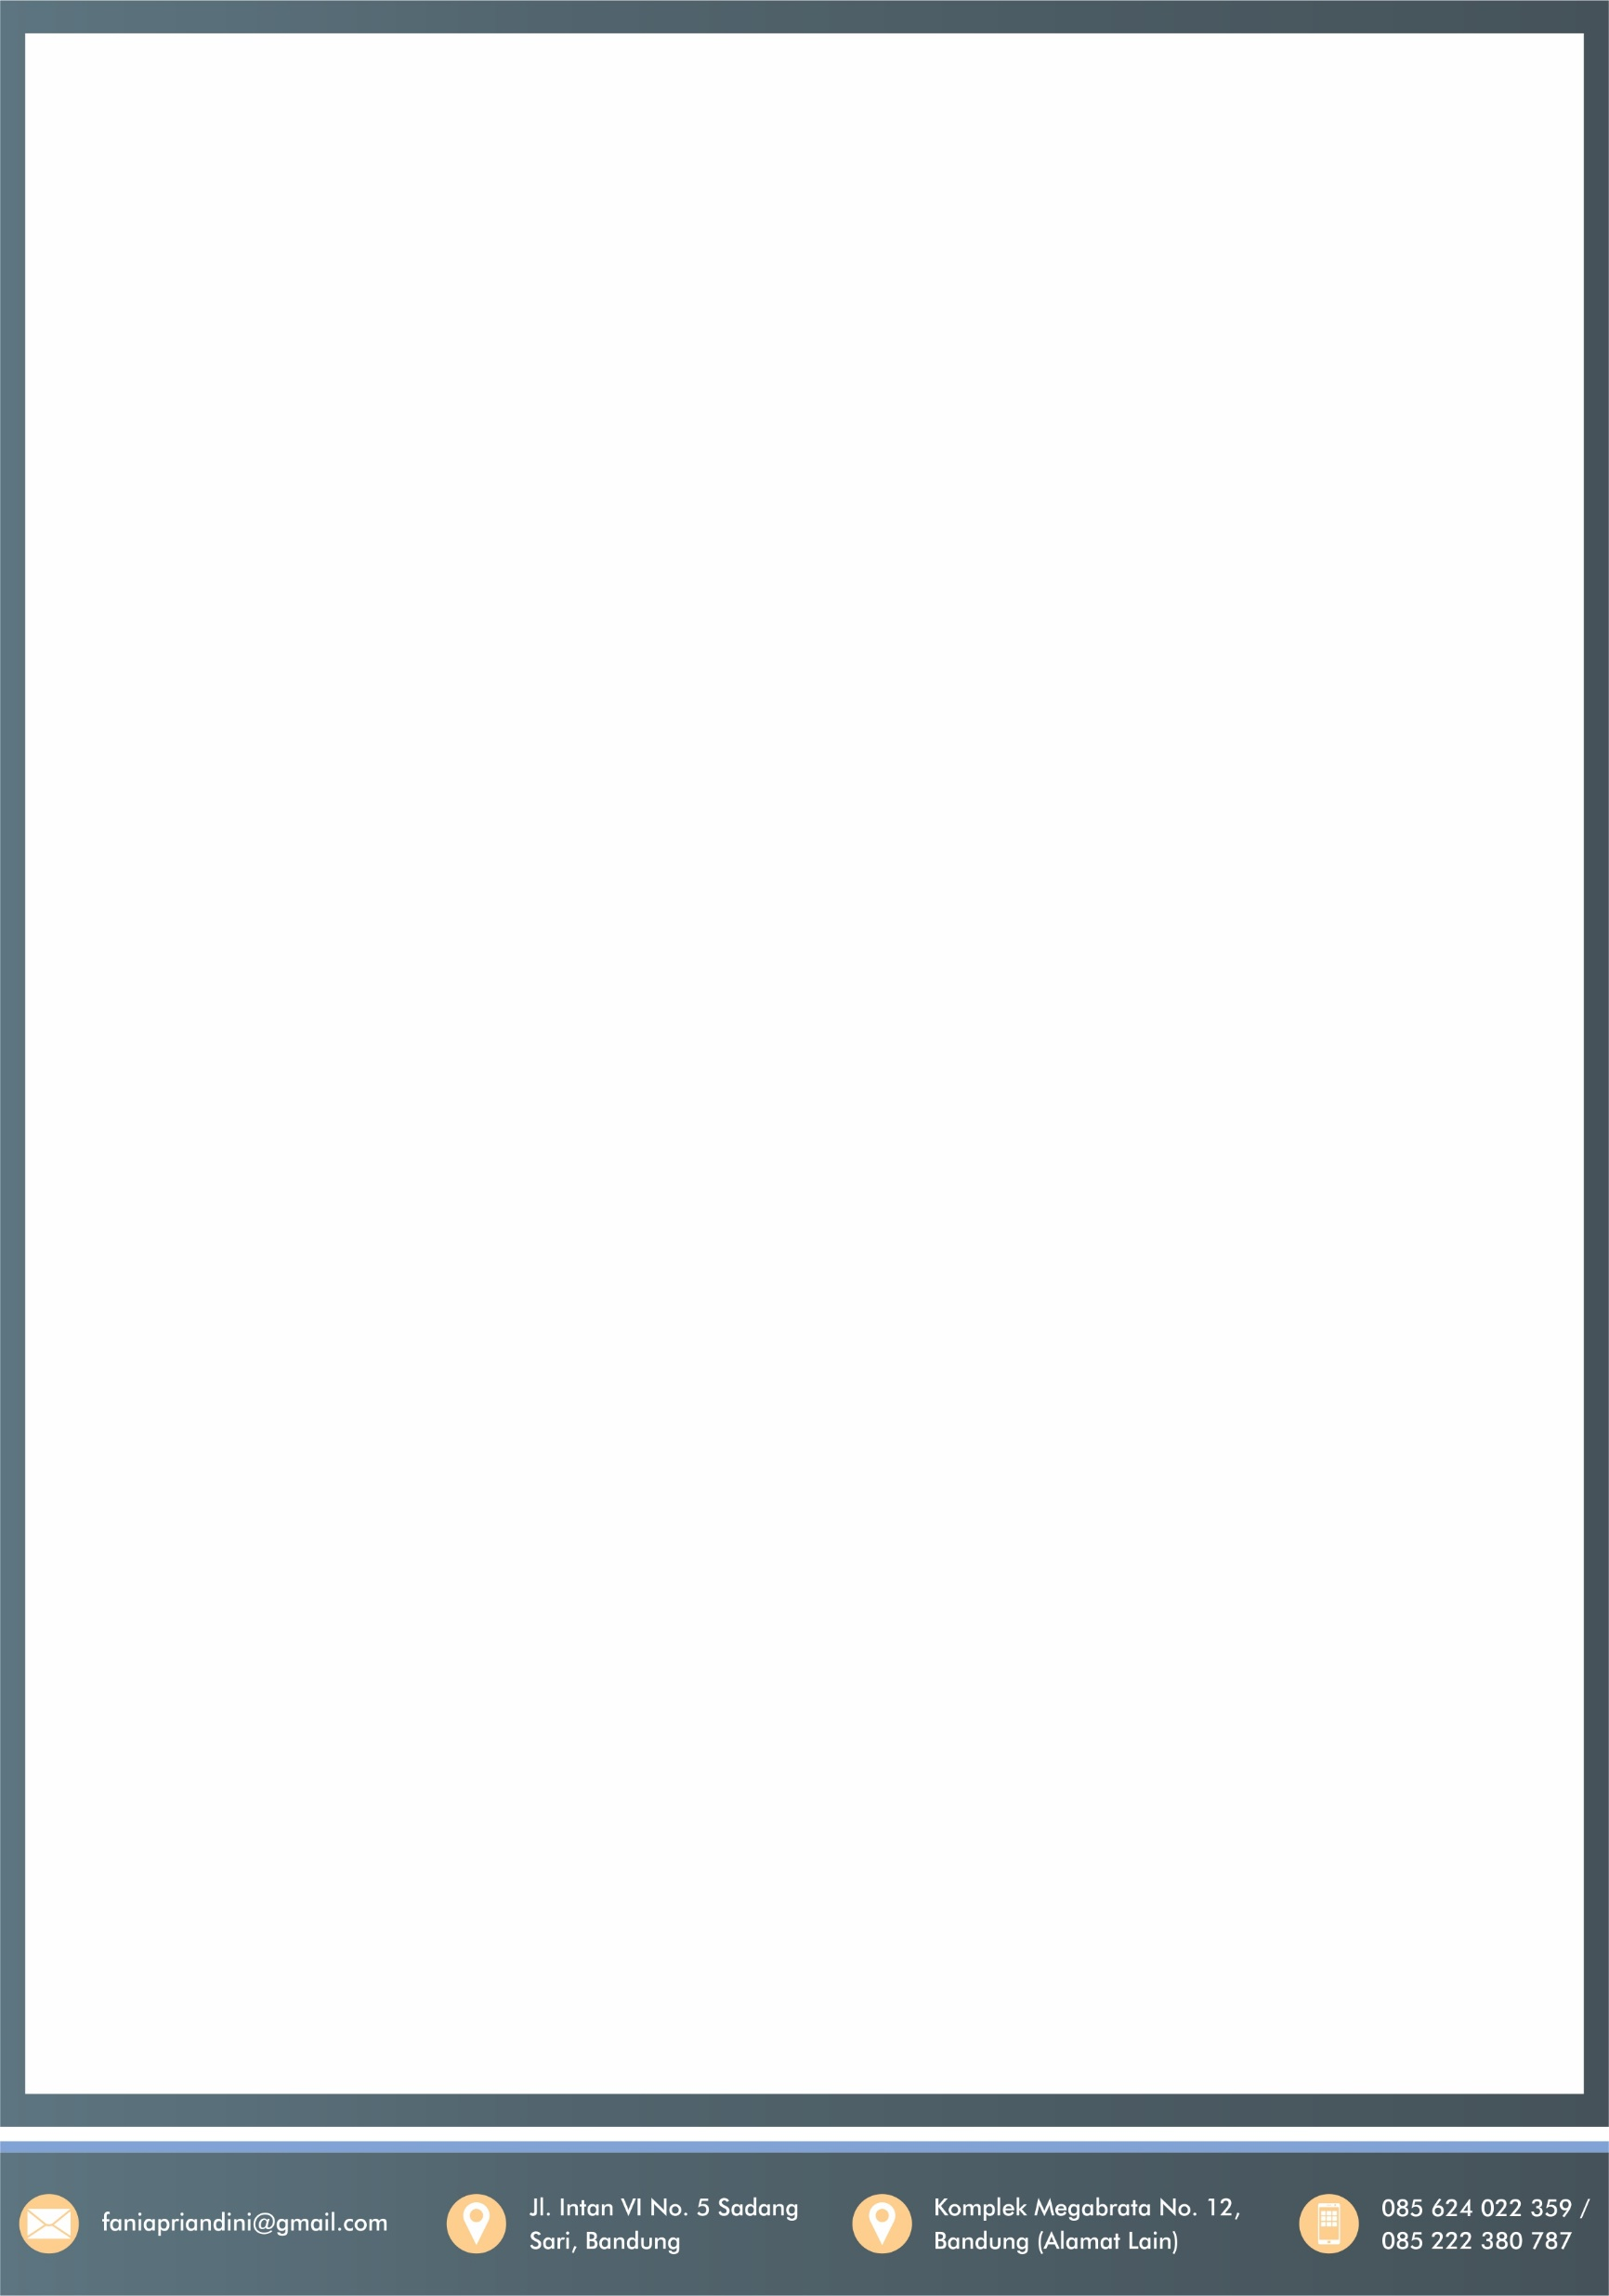 faniapriandini@gmail.com
Jl. Intan VI No. 5 Sadang
Sari, Bandung
Komplek Megabrata No. 12,
Bandung (Alamat Lain)
085 624 022 359 /
085 222 380 787